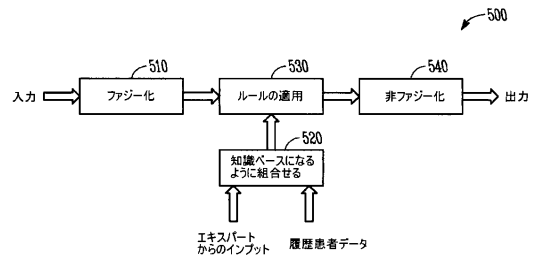 500
510
530
540
入力
ファジー化
ルールの適用
非ファジー化
出力
520
知識ベースになる
ように組合せる
エキスパート
からのインプット
履歴患者データ